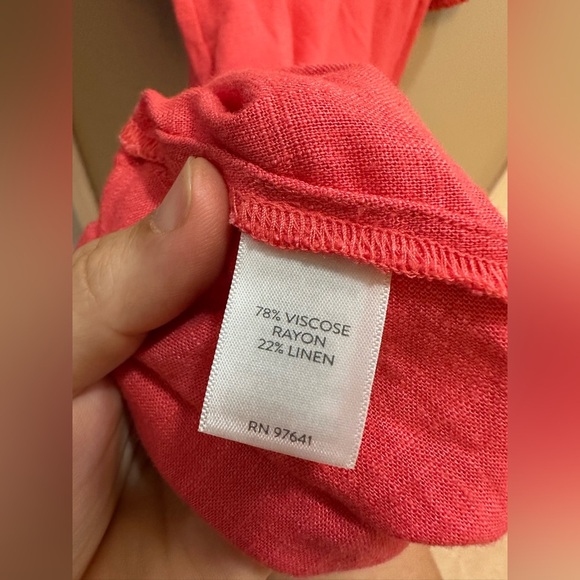 78% VISCOSE
RAYON
22% LINEN
RN 97641